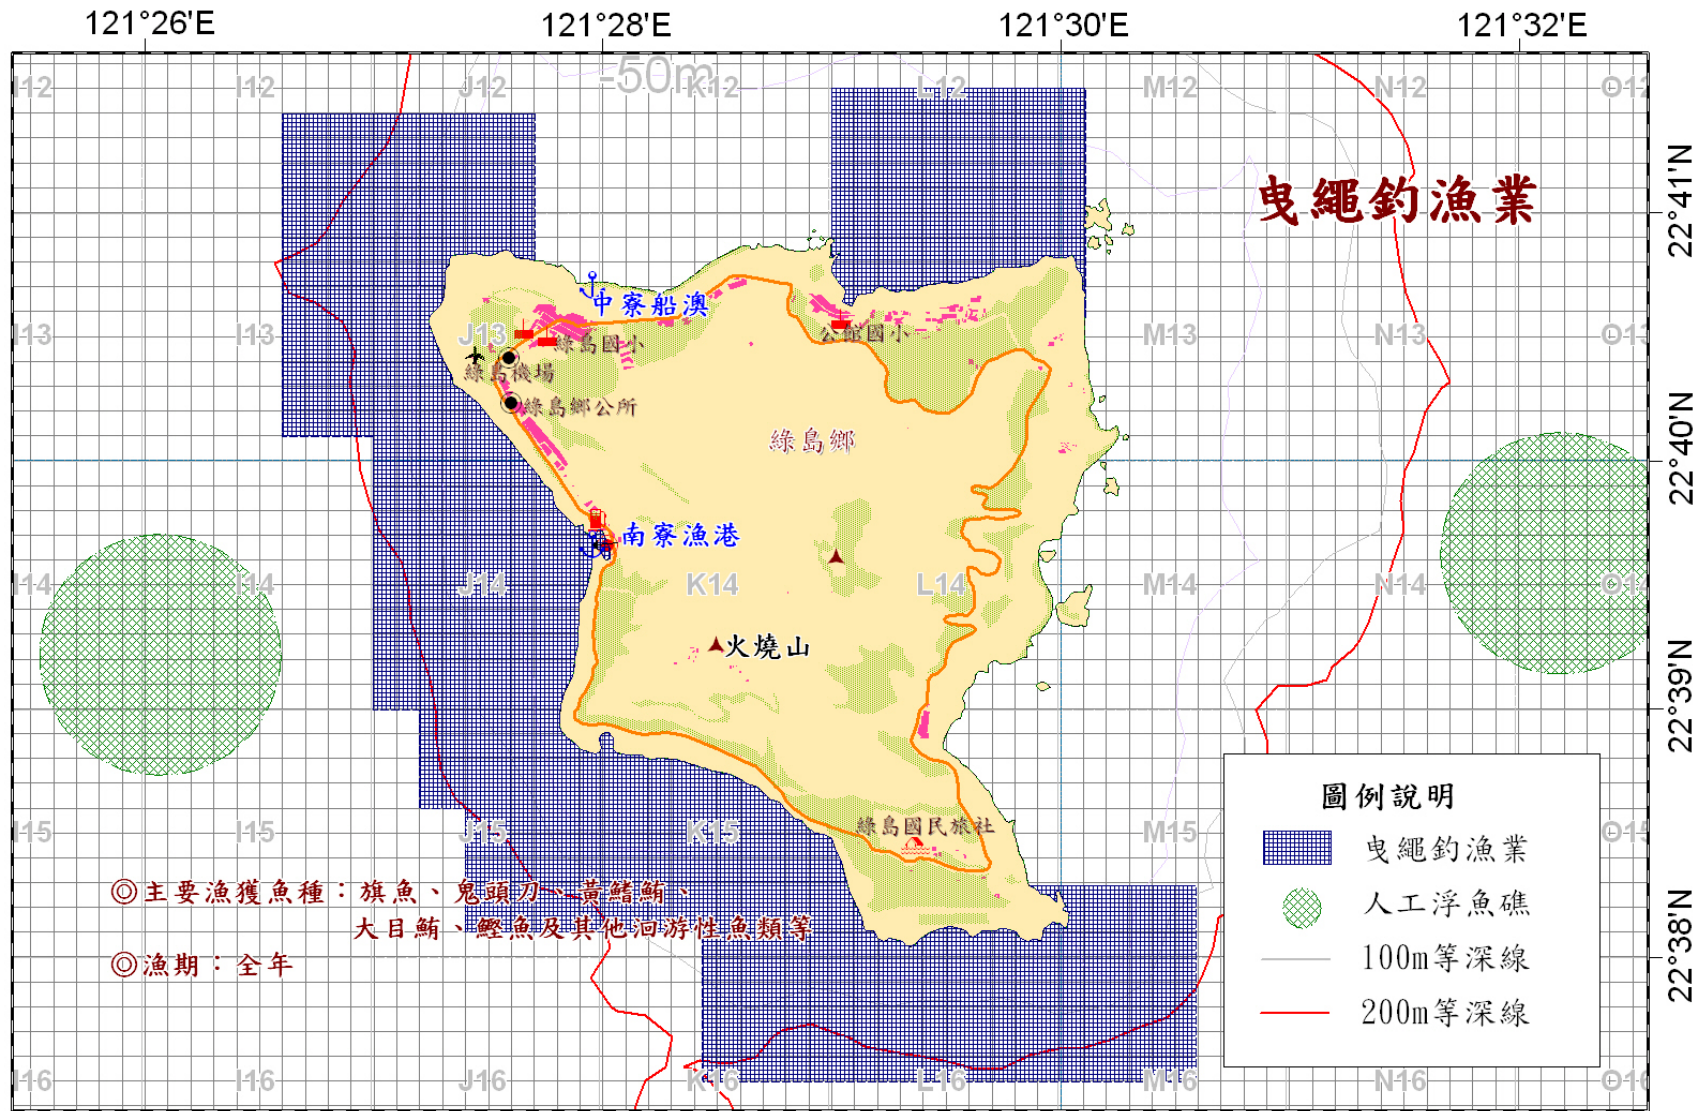 121°26'E 121°28'E 121°30'E 121°32'E
-50m
I12 I12 J12 K12 L12 M12 N12 O12
22°41'N
曳繩釣漁業
中寮船澳
I13 I13 J13 M13 N13 O13
綠島國小
公館國小
綠島機場
綠島鄉公所
綠島鄉
22°40'N
南寮漁港
I14 I14 J14 K14 L14 M14 N14 O14
火燒山
22°39'N
圖例說明
綠島國民旅社
I15 I15 J15 K15 M15 O15
曳繩釣漁業
人工浮魚礁
100m等深線
200m等深線
◎主要漁獲魚種：旗魚、鬼頭刀、黃鰭鮪、
大目鮪、鰹魚及其他洄游性魚類等
◎漁期：全年
22°38'N
I16 I16 J16 K16 L16 M16 N16 O16